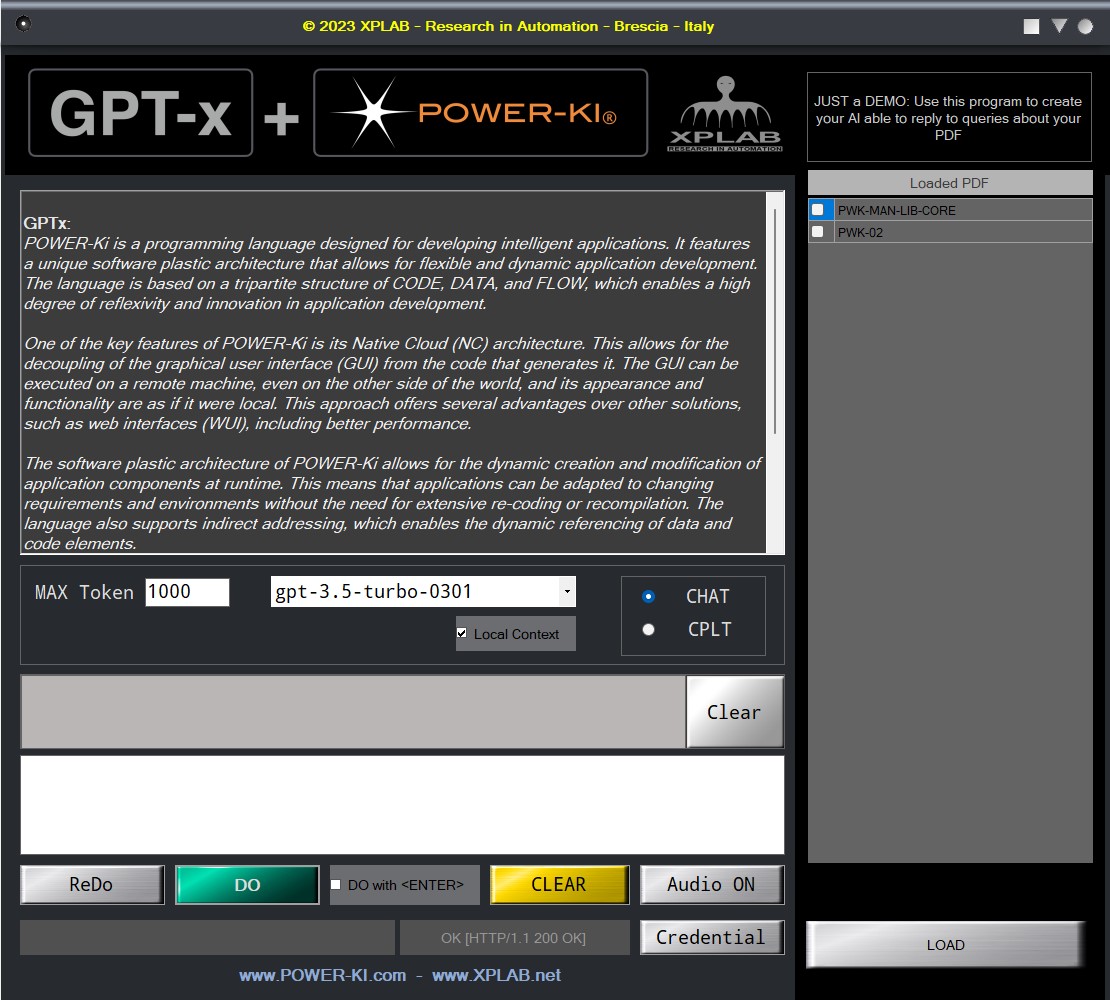 © 2023 XPLAB - Research in Automation - Brescia - Italy
GPT-x + POWER-KI®
XPLAB
RESEARCH IN AUTOMATION
JUST a DEMO: Use this program to create
your AI able to reply to queries about your
PDF
Loaded PDF
PWK-MAN-LIB-CORE
PWK-02
GPTx:
POWER-Ki is a programming language designed for developing intelligent applications. It features
a unique software plastic architecture that allows for flexible and dynamic application development.
The language is based on a tripartite structure of CODE, DATA, and FLOW, which enables a high
degree of reflexivity and innovation in application development.
One of the key features of POWER-Ki is its Native Cloud (NC) architecture. This allows for the
decoupling of the graphical user interface (GUI) from the code that generates it. The GUI can be
executed on a remote machine, even on the other side of the world, and its appearance and
functionality are as if it were local. This approach offers several advantages over other solutions,
such as web interfaces (WUI), including better performance.
The software plastic architecture of POWER-Ki allows for the dynamic creation and modification of
application components at runtime. This means that applications can be adapted to changing
requirements and environments without the need for extensive re-coding or recompilation. The
language also supports indirect addressing, which enables the dynamic referencing of data and
code elements.
MAX Token 1000
gpt-3.5-turbo-0301
CHAT
Local Context
CPLT
Clear
ReDo
DO
DO with <ENTER>
CLEAR
Audio ON
OK [HTTP/1.1 200 OK]
Credential
LOAD
www.POWER-KI.com - www.XPLAB.net